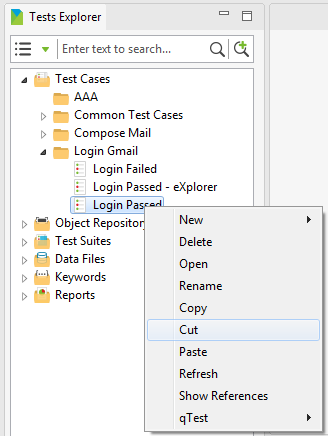 Tests Explorer
Enter text to search...
Test Cases
AAA
Common Test Cases
Compose Mail
Login Gmail
Login Failed
Login Passed - eXplorer
Login Passed
Object Repository
Test Suites
Data Files
Keywords
Reports
New
Delete
Open
Rename
Copy
Cut
Paste
Refresh
Show References
qTest